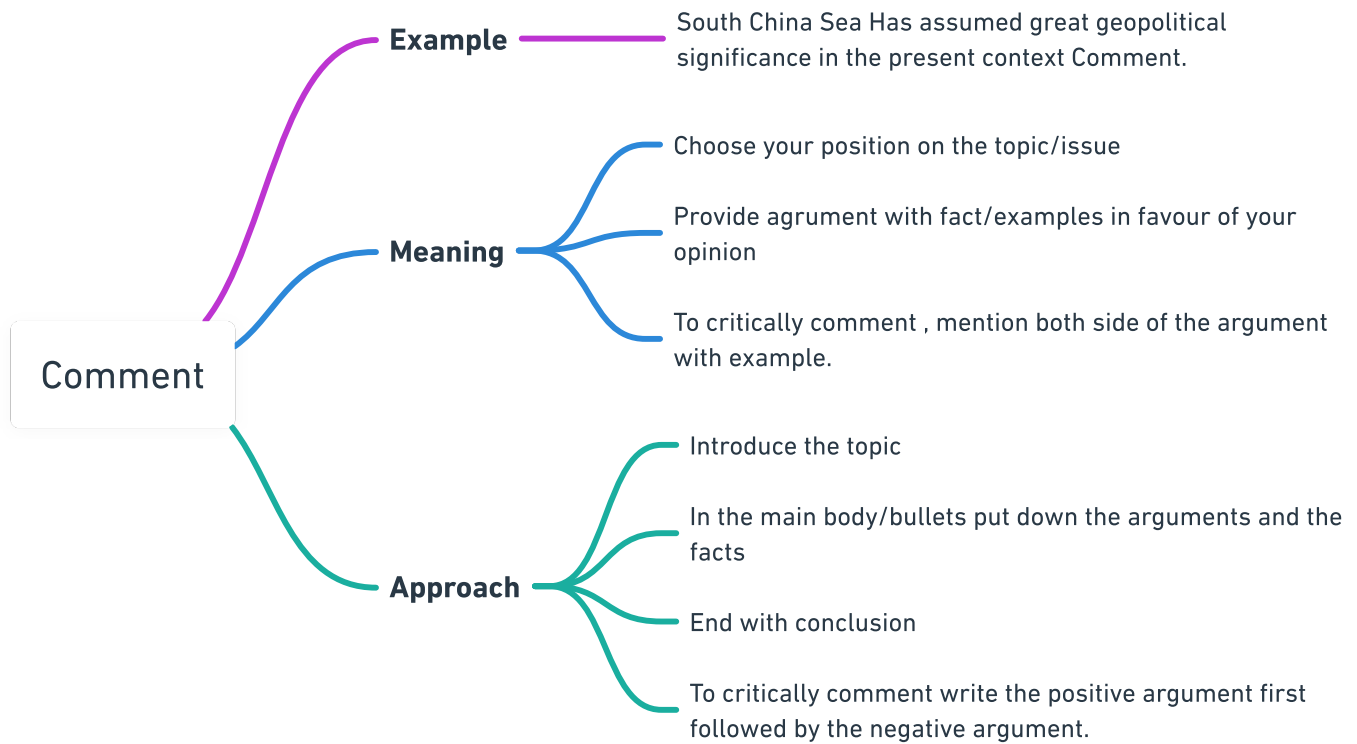 Example
South China Sea Has assumed great geopolitical
significance in the present context Comment.
Choose your position on the topic/issue
Provide agrument with fact/examples in favour of your
opinion
Meaning
To critically comment , mention both side of the argument
with example.
Comment
Introduce the topic
In the main body/bullets put down the arguments and the
facts
Approach
End with conclusion
To critically comment write the positive argument first
followed by the negative argument.